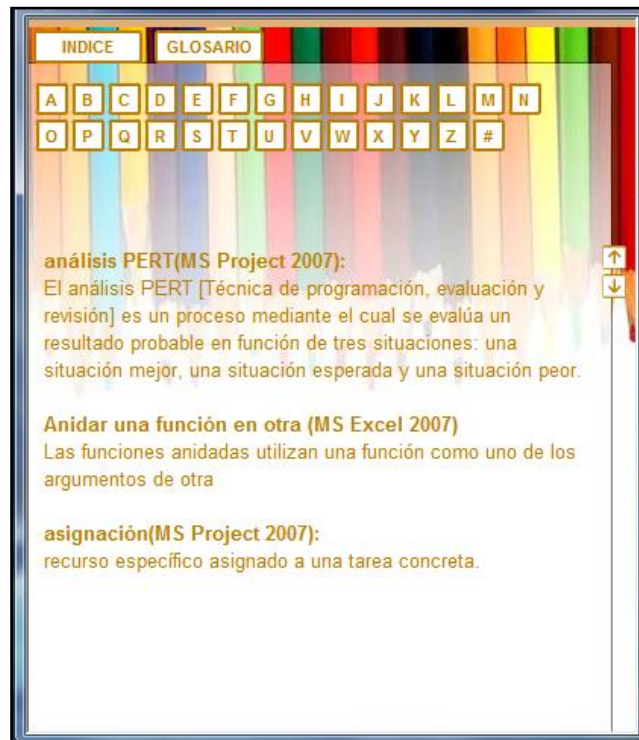 INDICE GLOSARIO
A B C D E F G H I J K L M N
O P Q R S T U V W X Y Z #
análisis PERT(MS Project 2007):
El análisis PERT [Técnica de programación, evaluación y
revisión] es un proceso mediante el cual se evalúa un
resultado probable en función de tres situaciones: una
situación mejor, una situación esperada y una situación peor.
Anidar una función en otra (MS Excel 2007)
Las funciones anidadas utilizan una función como uno de los
argumentos de otra
asignación(MS Project 2007):
recurso específico asignado a una tarea concreta.